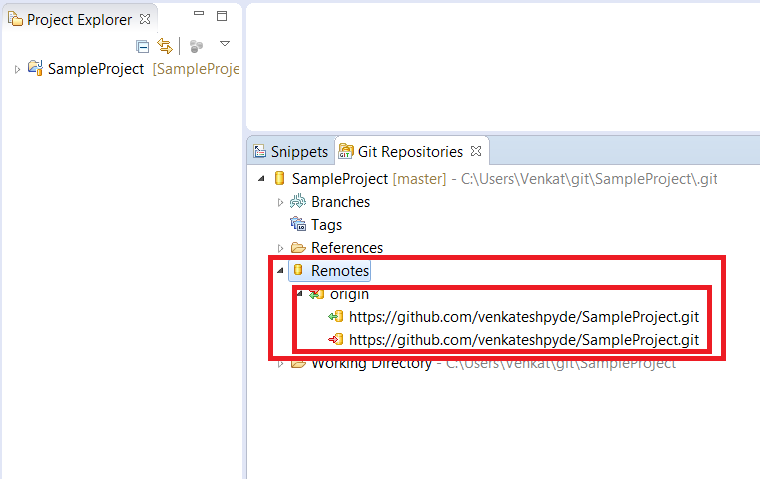 Project Explorer
SampleProject [SampleProje
Snippets
Git Repositories
SampleProject [master] - C:\Users\Venkat\git\SampleProject\.git
Branches
Tags
References
Remotes
origin
https://github.com/venkateshpyde/SampleProject.git
https://github.com/venkateshpyde/SampleProject.git
Working Directory - C:\Users\Venkat\git\SampleProject